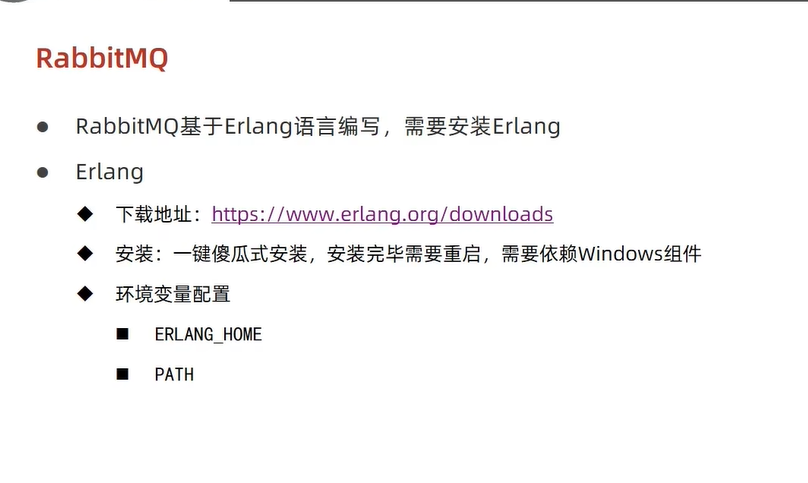 RabbitMQ
RabbitMQ基于Erlang语言编写，需要安装Erlang
Erlang
下载地址：https://www.erlang.org/downloads
安装：一键傻瓜式安装，安装完毕需要重启，需要依赖Windows组件
环境变量配置
ERLANG_HOME
PATH